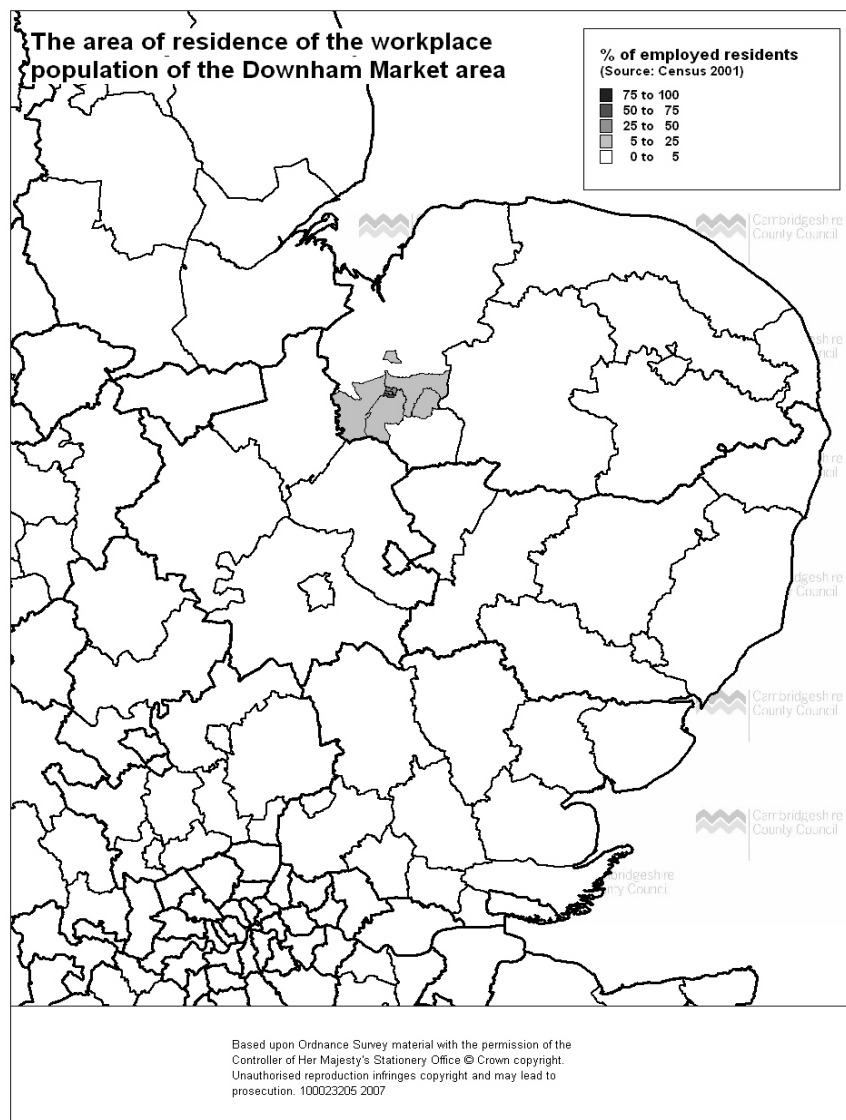 The area of residence of the workplace
population of the Downham Market area
% of employed residents
(Source: Census 2001)
75 to 100
50 to 75
25 to 50
5 to 25
0 to 5
Cambridgeshire
County Council
Cambridgeshire
County Council
Cambridgeshire
County Council
Based upon Ordnance Survey material with the permission of the
Controller of Her Majesty's Stationery Office © Crown copyright.
Unauthorised reproduction infringes copyright and may lead to
prosecution. 100023205 2007